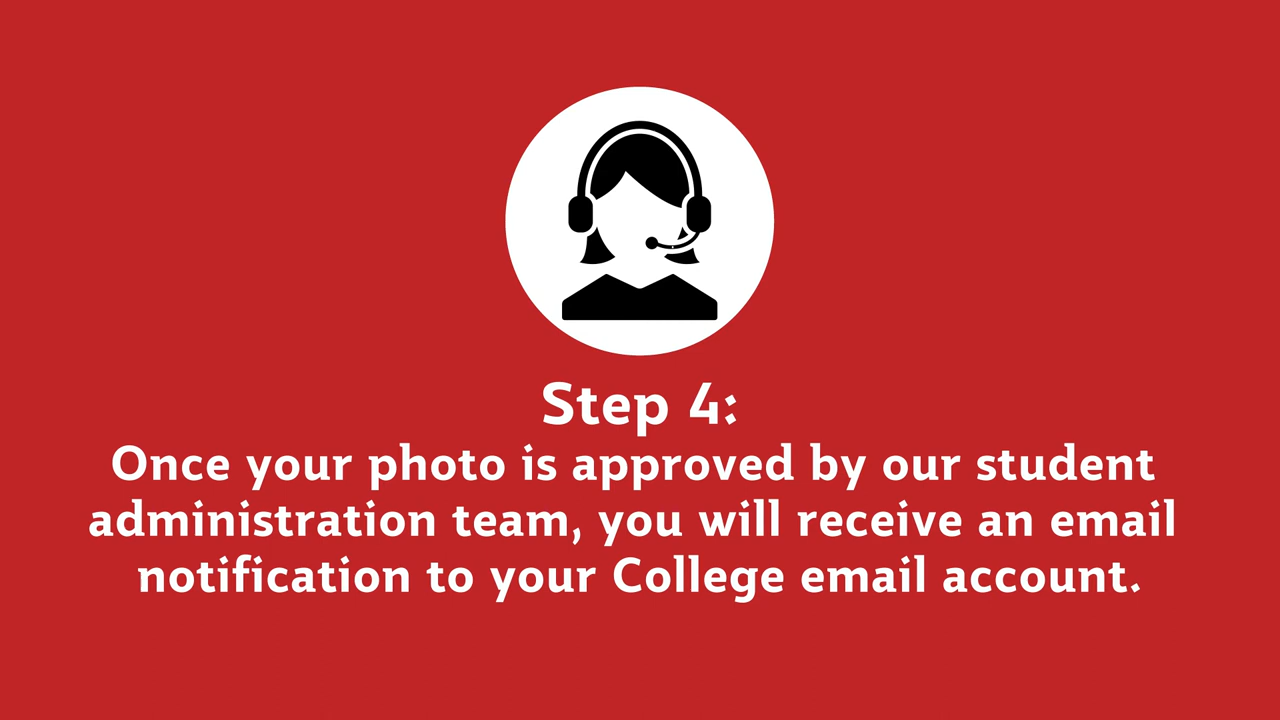 Step 4:
Once your photo is approved by our student
administration team, you will receive an email
notification to your College email account.